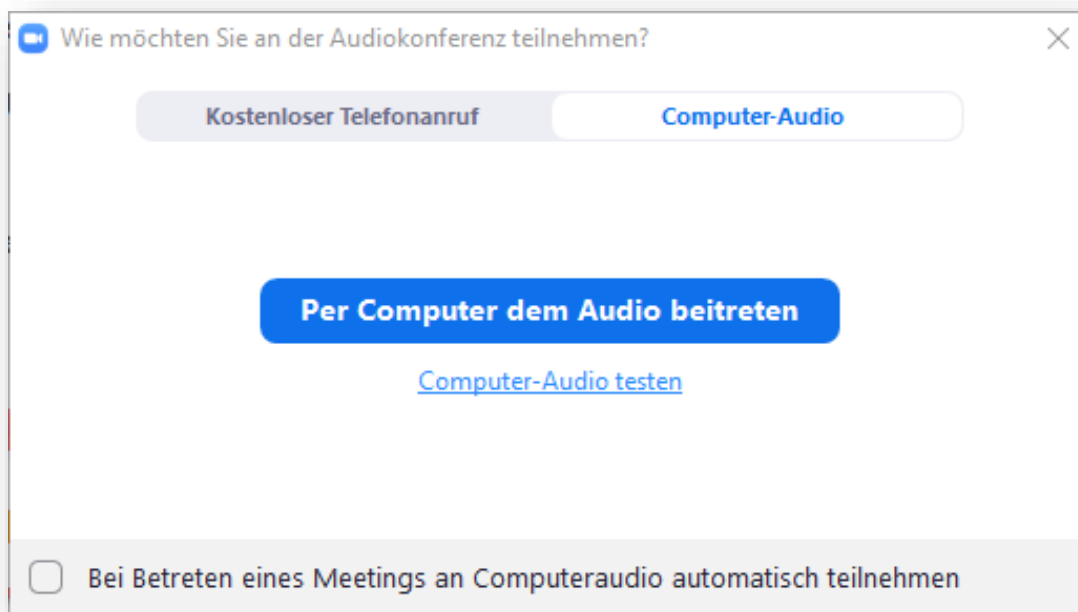 Wie möchten Sie an der Audiokonferenz teilnehmen?
Kostenloser Telefonanruf
Computer-Audio
Per Computer dem Audio beitreten
Computer-Audio testen
Bei Betreten eines Meetings an Computeraudio automatisch teilnehmen